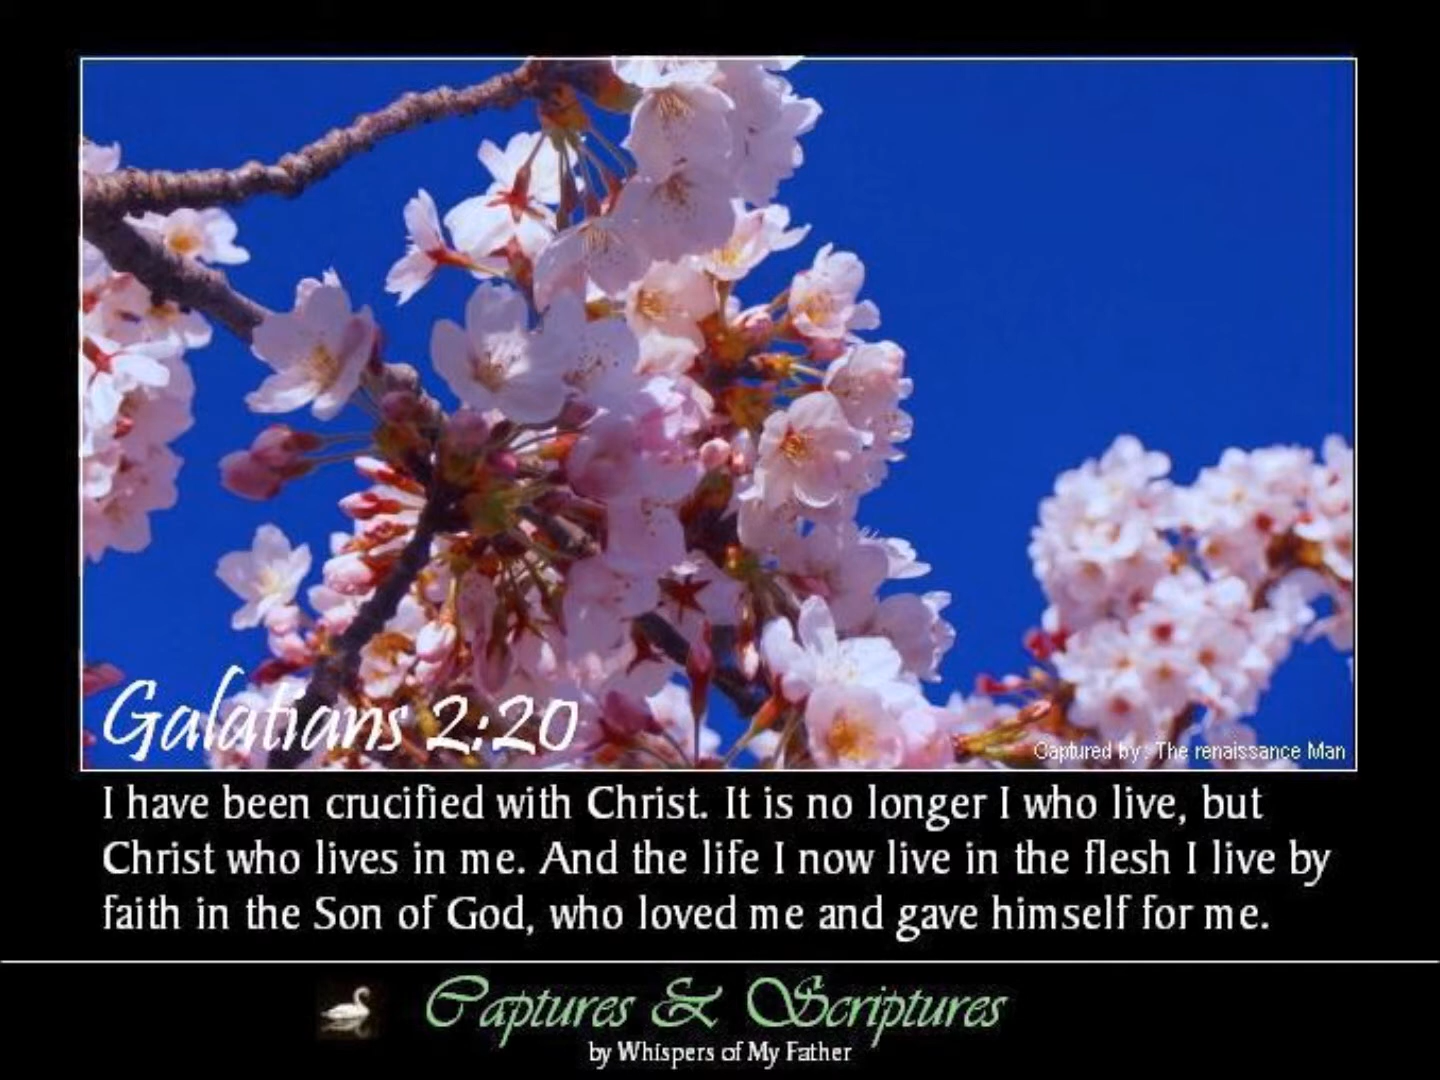 Galatians 2:20
Captured by: The renaissance Man
I have been crucified with Christ. It is no longer I who live, but
Christ who lives in me. And the life I now live in the flesh I live by
faith in the Son of God, who loved me and gave himself for me.
Captures & Scriptures
by Whispers of My Father